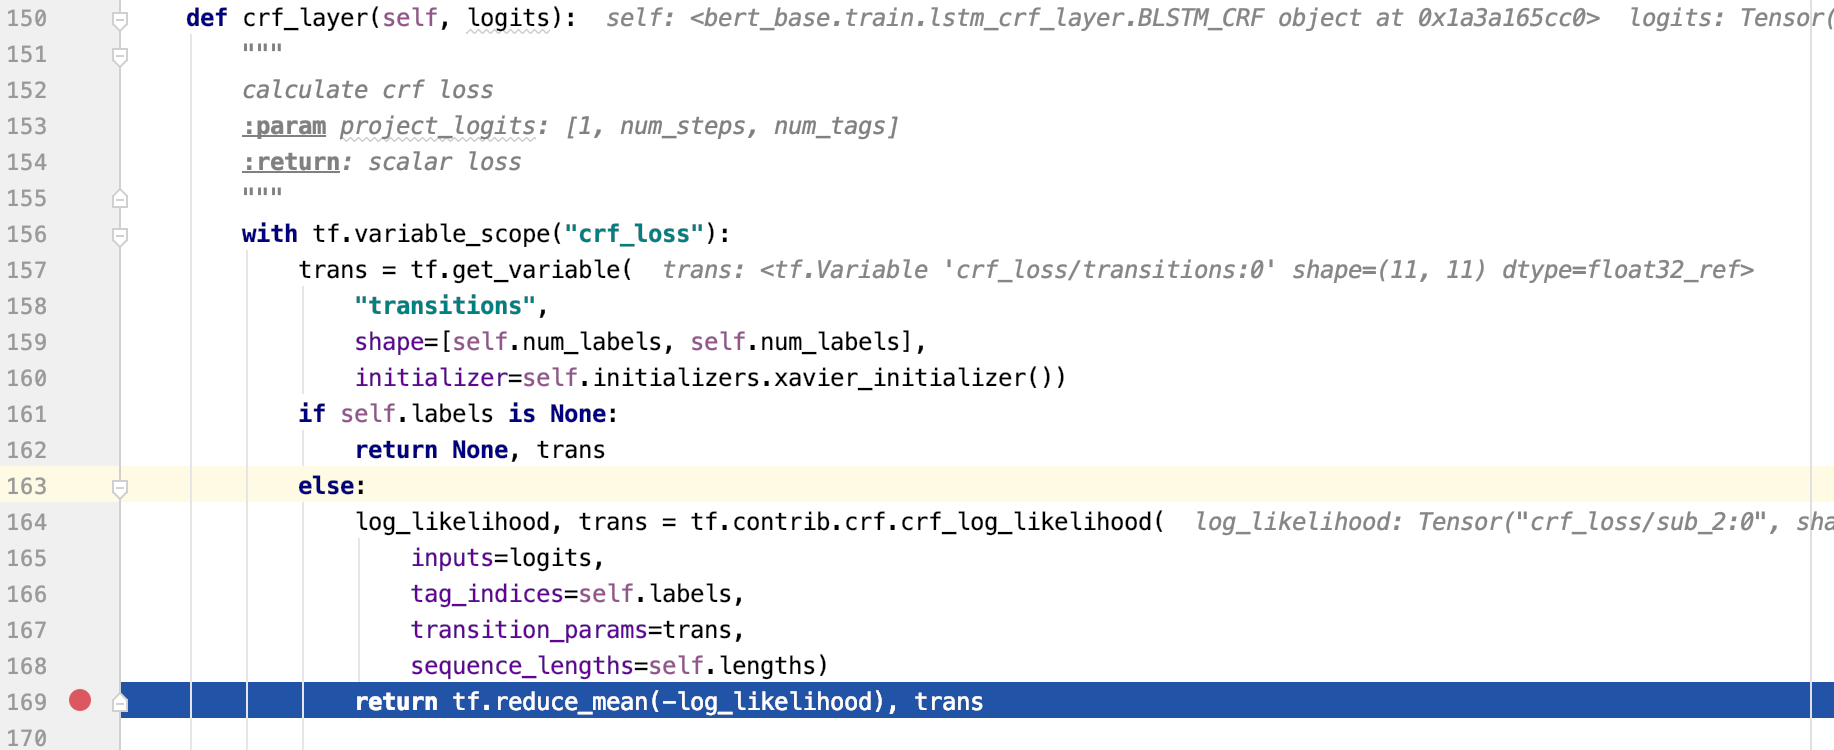 150 def crf_layer(self, logits): self: <bert_base.train.lstm_crf_layer.BLSTM_CRF object at 0x1a3a165cc0> logits: Tensor(
151 """
152 calculate crf loss
153 :param project_logits: [1, num_steps, num_tags]
154 :return: scalar loss
155 """
156 with tf.variable_scope("crf_loss"):
157 trans = tf.get_variable( trans: <tf.Variable 'crf_loss/transitions:0' shape=(11, 11) dtype=float32_ref>
158 "transitions",
159 shape=[self.num_labels, self.num_labels],
160 initializer=self.initializers.xavier_initializer())
161 if self.labels is None:
162 return None, trans
163 else:
164 log_likelihood, trans = tf.contrib.crf.crf_log_likelihood( log_likelihood: Tensor("crf_loss/sub_2:0", sha
165 inputs=logits,
166 tag_indices=self.labels,
167 transition_params=trans,
168 sequence_lengths=self.lengths)
169 return tf.reduce_mean(-log_likelihood), trans
170